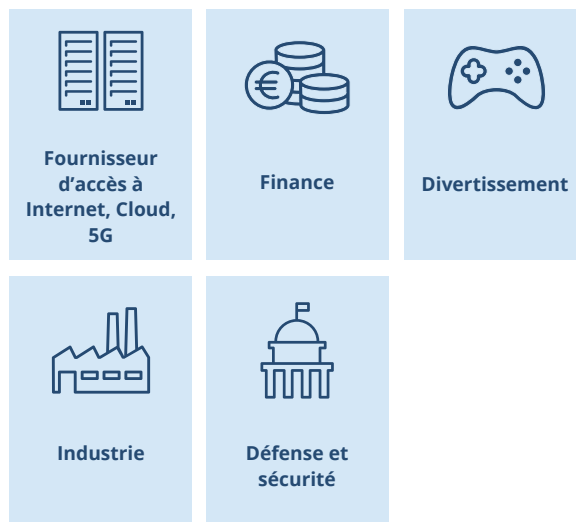 Fournisseur
d’accès à
Internet, Cloud,
5G
Finance
Divertissement
Industrie
Défense et
sécurité